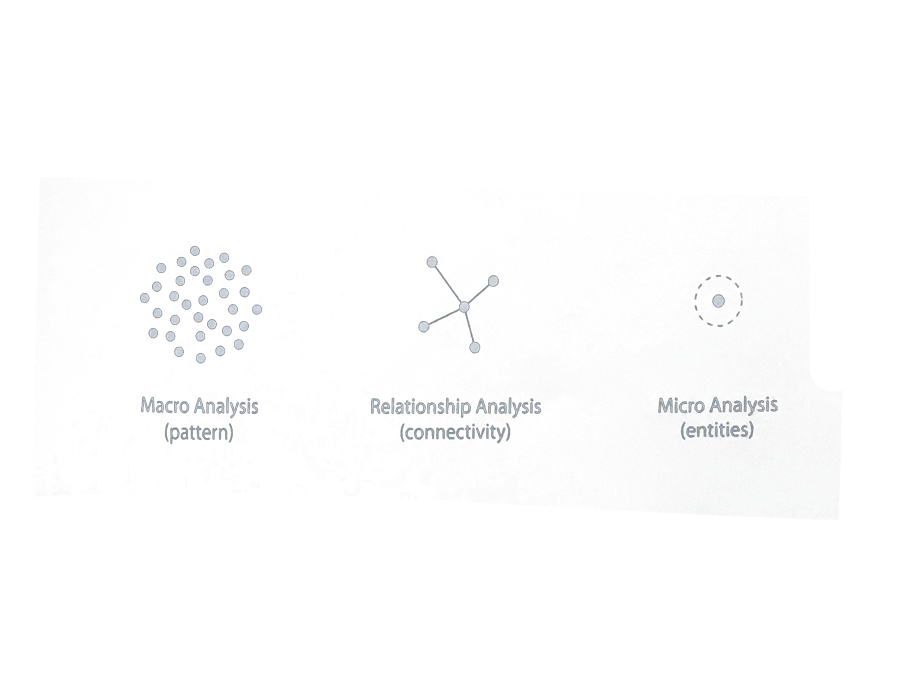 Macro Analysis
(pattern)
Relationship Analysis
(connectivity)
Micro Analysis
(entities)